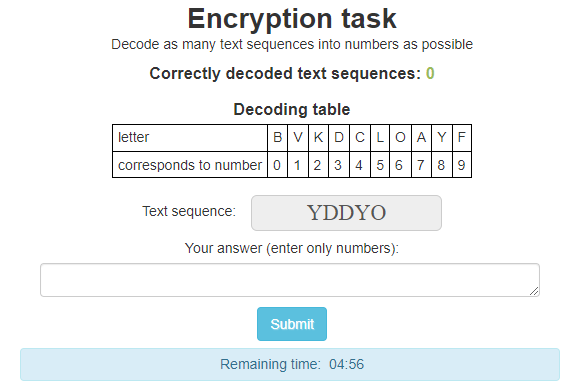 Encryption task
Decode as many text sequences into numbers as possible
Correctly decoded text sequences: 0
Decoding table
letter B V K D C L O A Y F
corresponds to number 0 1 2 3 4 5 6 7 8 9
Text sequence: YDDYO
Your answer (enter only numbers):
Submit
Remaining time: 04:56